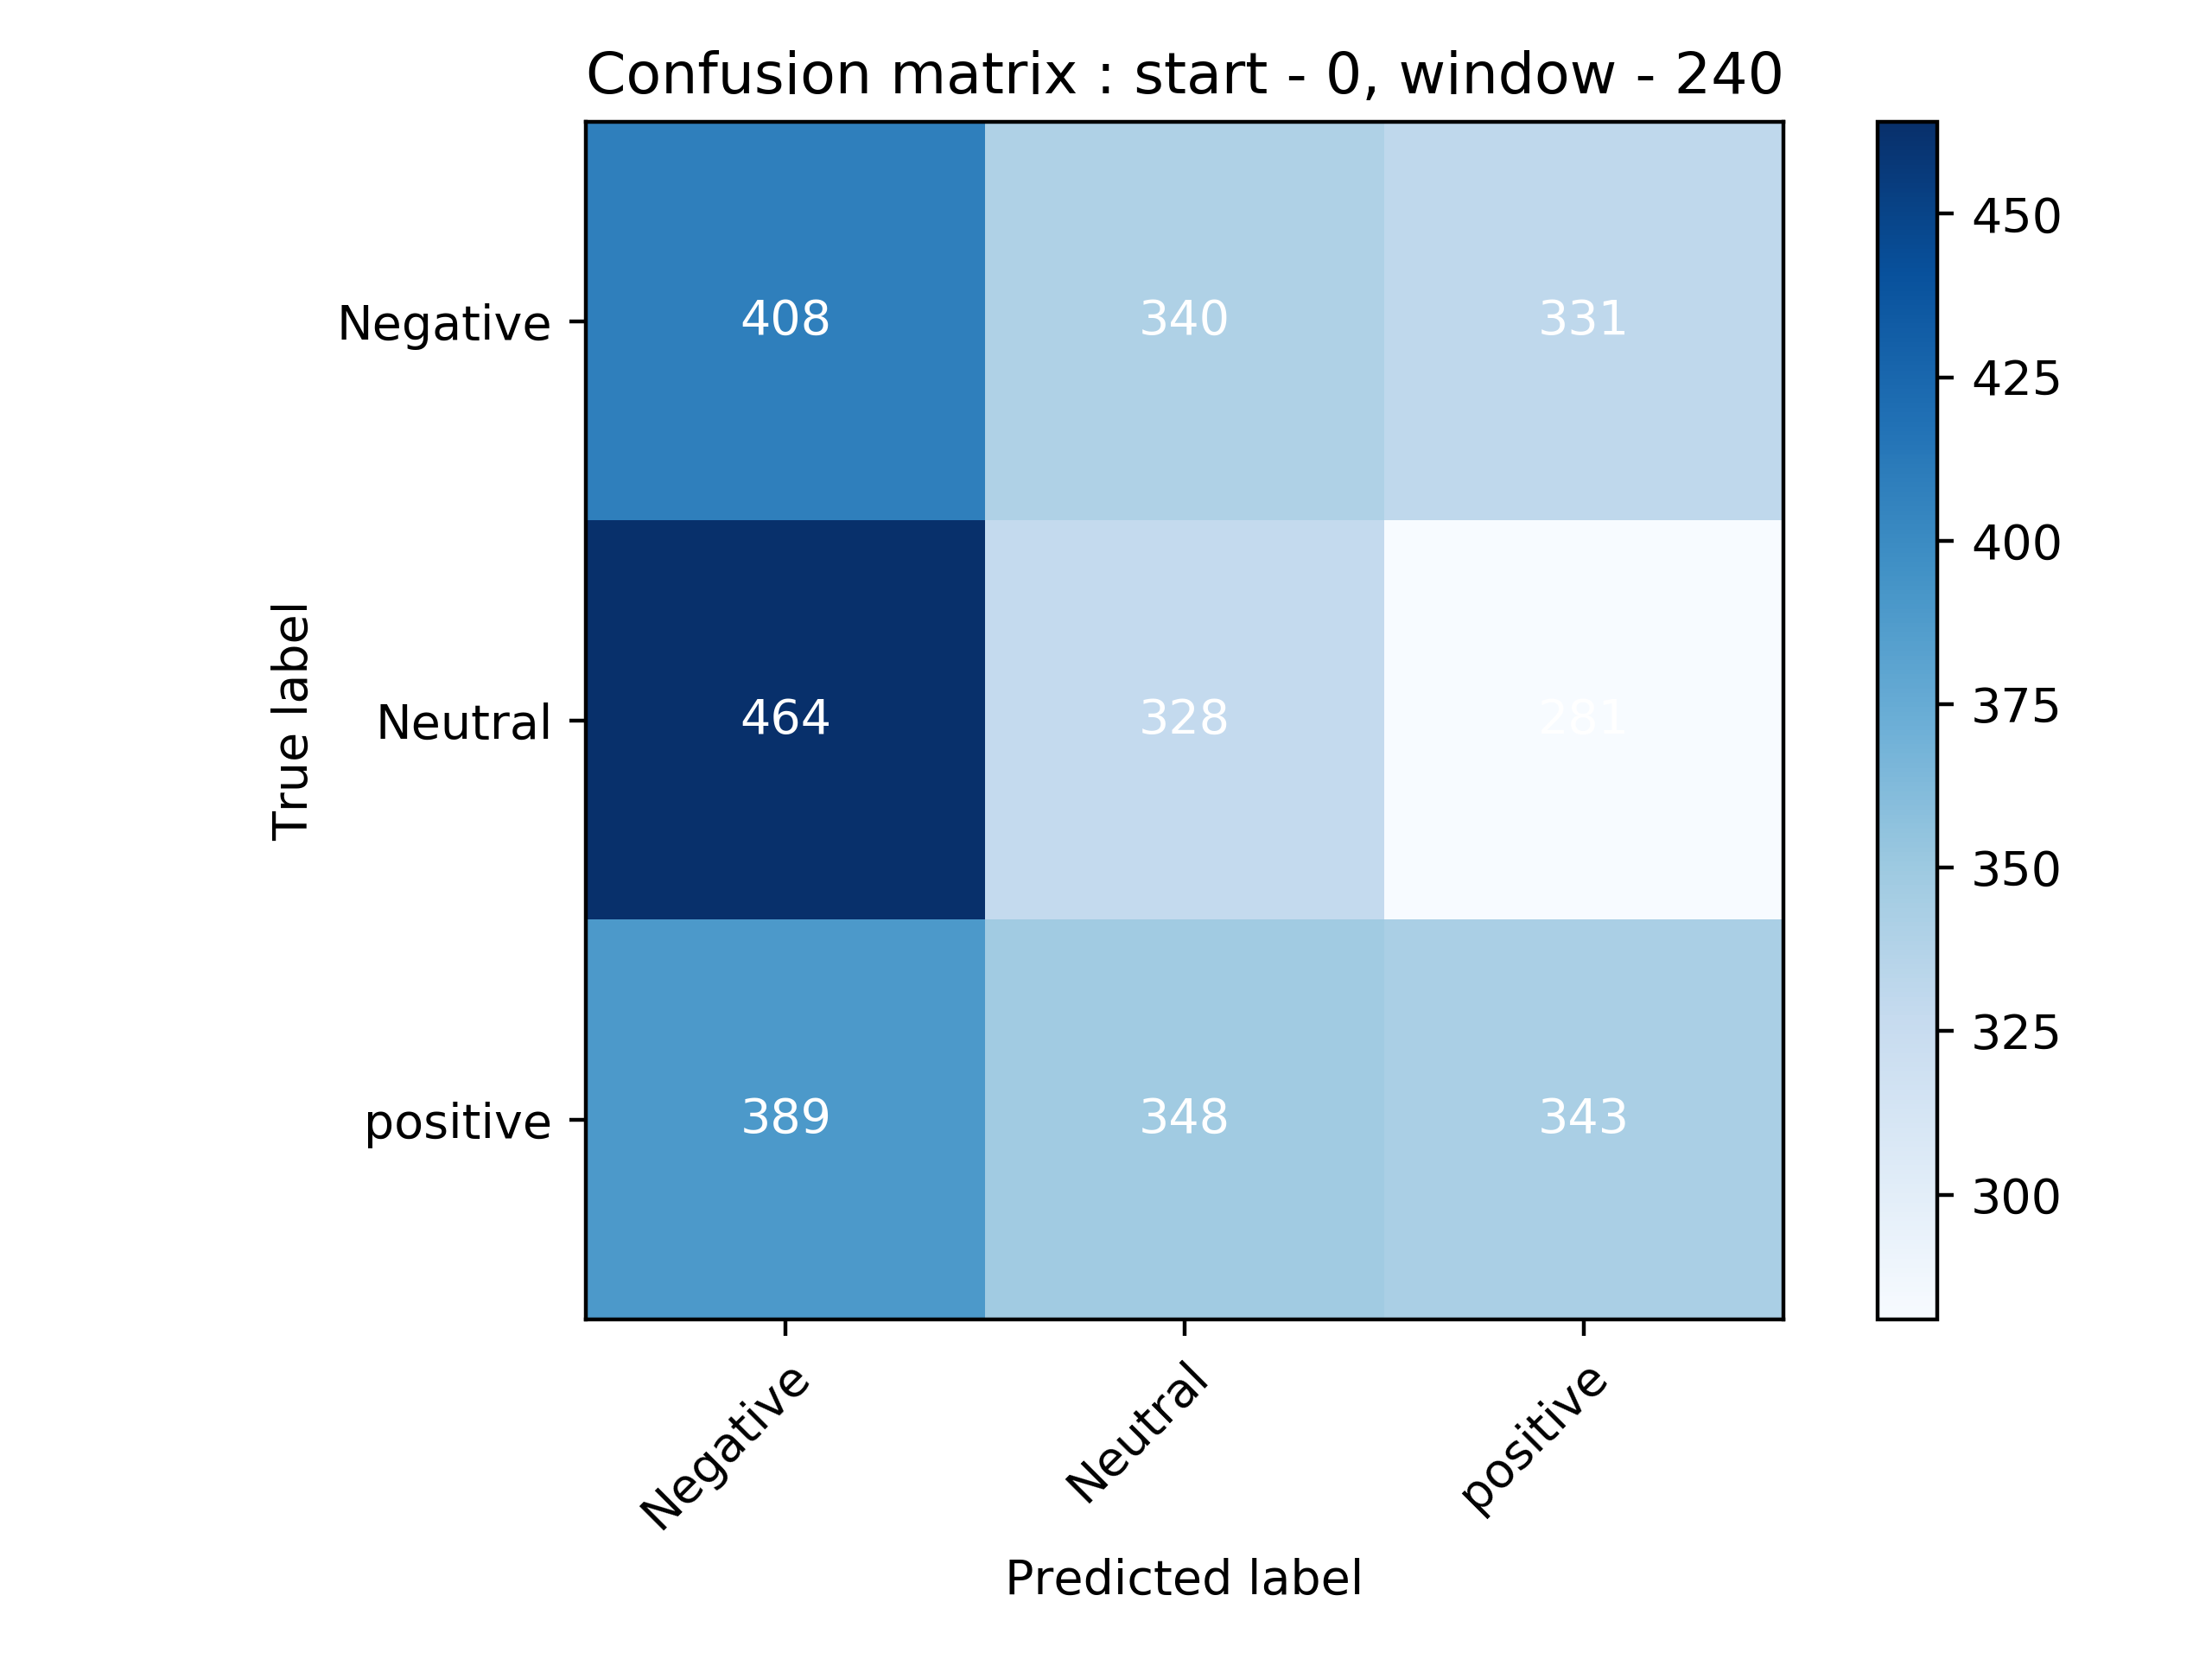 Confusion matrix : start - 0, window - 240
True label
Negative
408 340 331
Neutral
464 328 281
positive
389 348 343
Negative
Neutral
positive
Predicted label
450
425
400
375
350
325
300